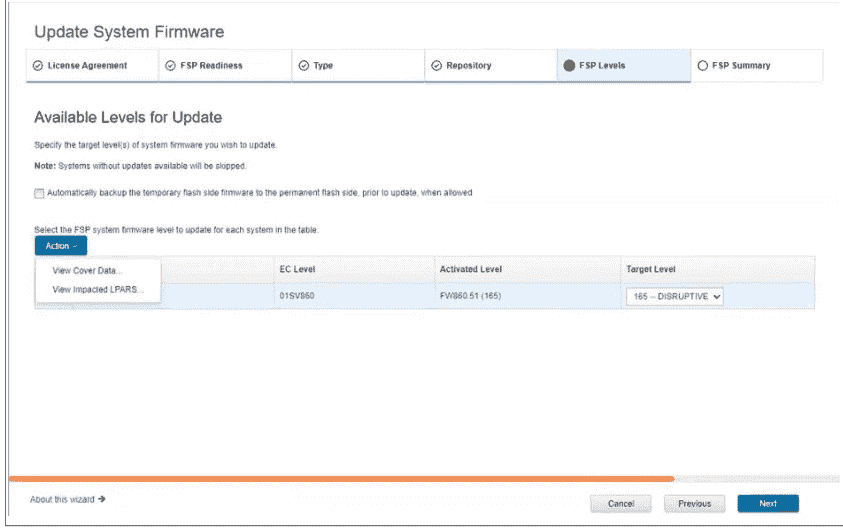 Update System Firmware
License Agreement
FSP Readiness
Type
Repository
FSP Levels
FSP Summary
Available Levels for Update
Specify the target level(s) of system firmware you wish to update.
Note: Systems without updates available will be skipped.
Automatically backup the temporary flash side firmware to the permanent flash side, prior to update, when allowed
Select the FSP system firmware level to update for each system in the table.
Action
EC Level
Activated Level
Target Level
View Cover Data...
View Impacted LPARS...
01SV860
FW860.51 (165)
165 -- DISRUPTIVE
About this wizard
Cancel
Previous
Next